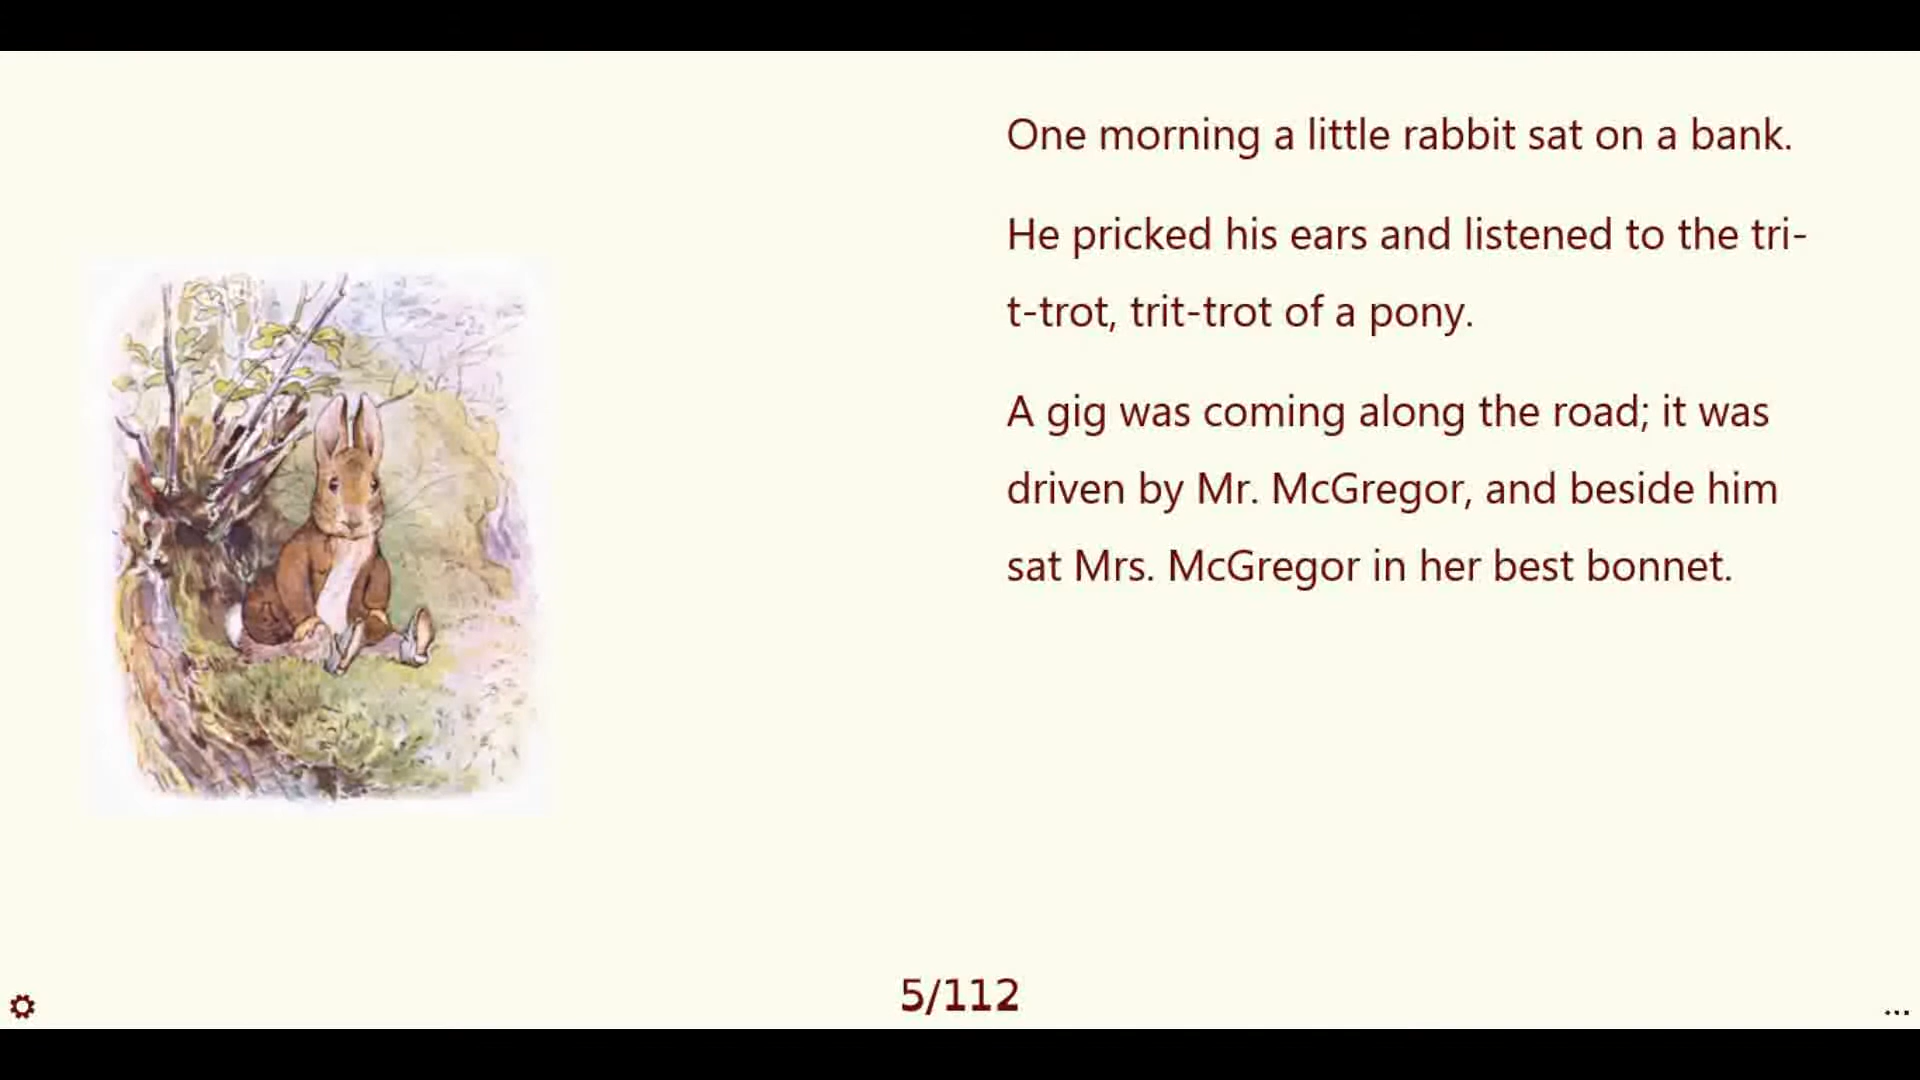 One morning a little rabbit sat on a bank.
He pricked his ears and listened to the tri-
t-trot, trit-trot of a pony.
A gig was coming along the road; it was
driven by Mr. McGregor, and beside him
sat Mrs. McGregor in her best bonnet.
5/112
...